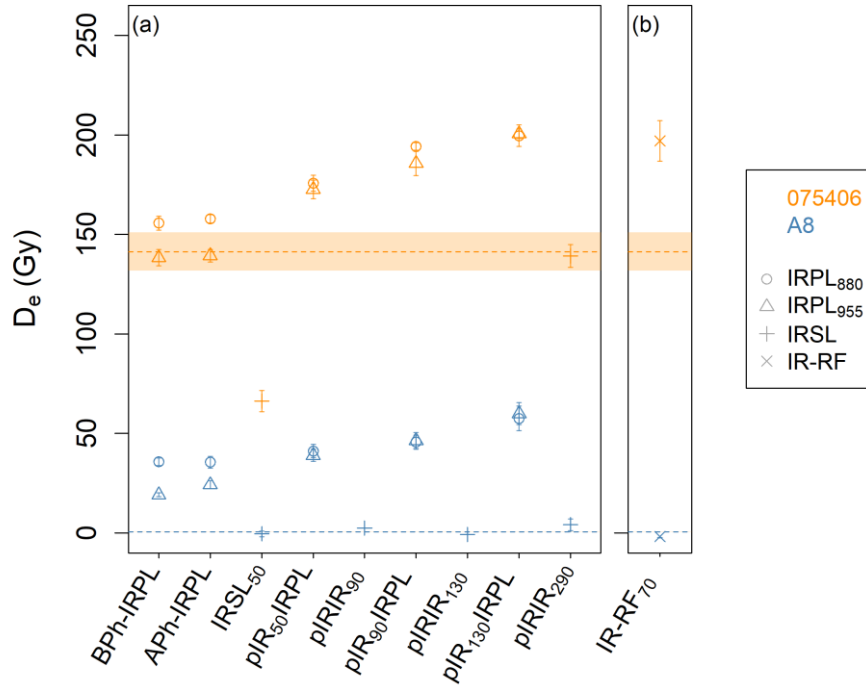 (a)
(b)
250
200
150
100
50
0
Dₑ (Gy)
BPh-IRPL
APh-IRPL
IRSL₅₀
pIR₅₀IRPL
pIRIR₉₀
pIR₉₀IRPL
pIRIR₁₃₀
pIR₁₃₀IRPL
pIRIR₂₉₀
IR-RF₇₀
075406
A8
IRPL₈₈₀
IRPL₉₅₅
IRSL
IR-RF